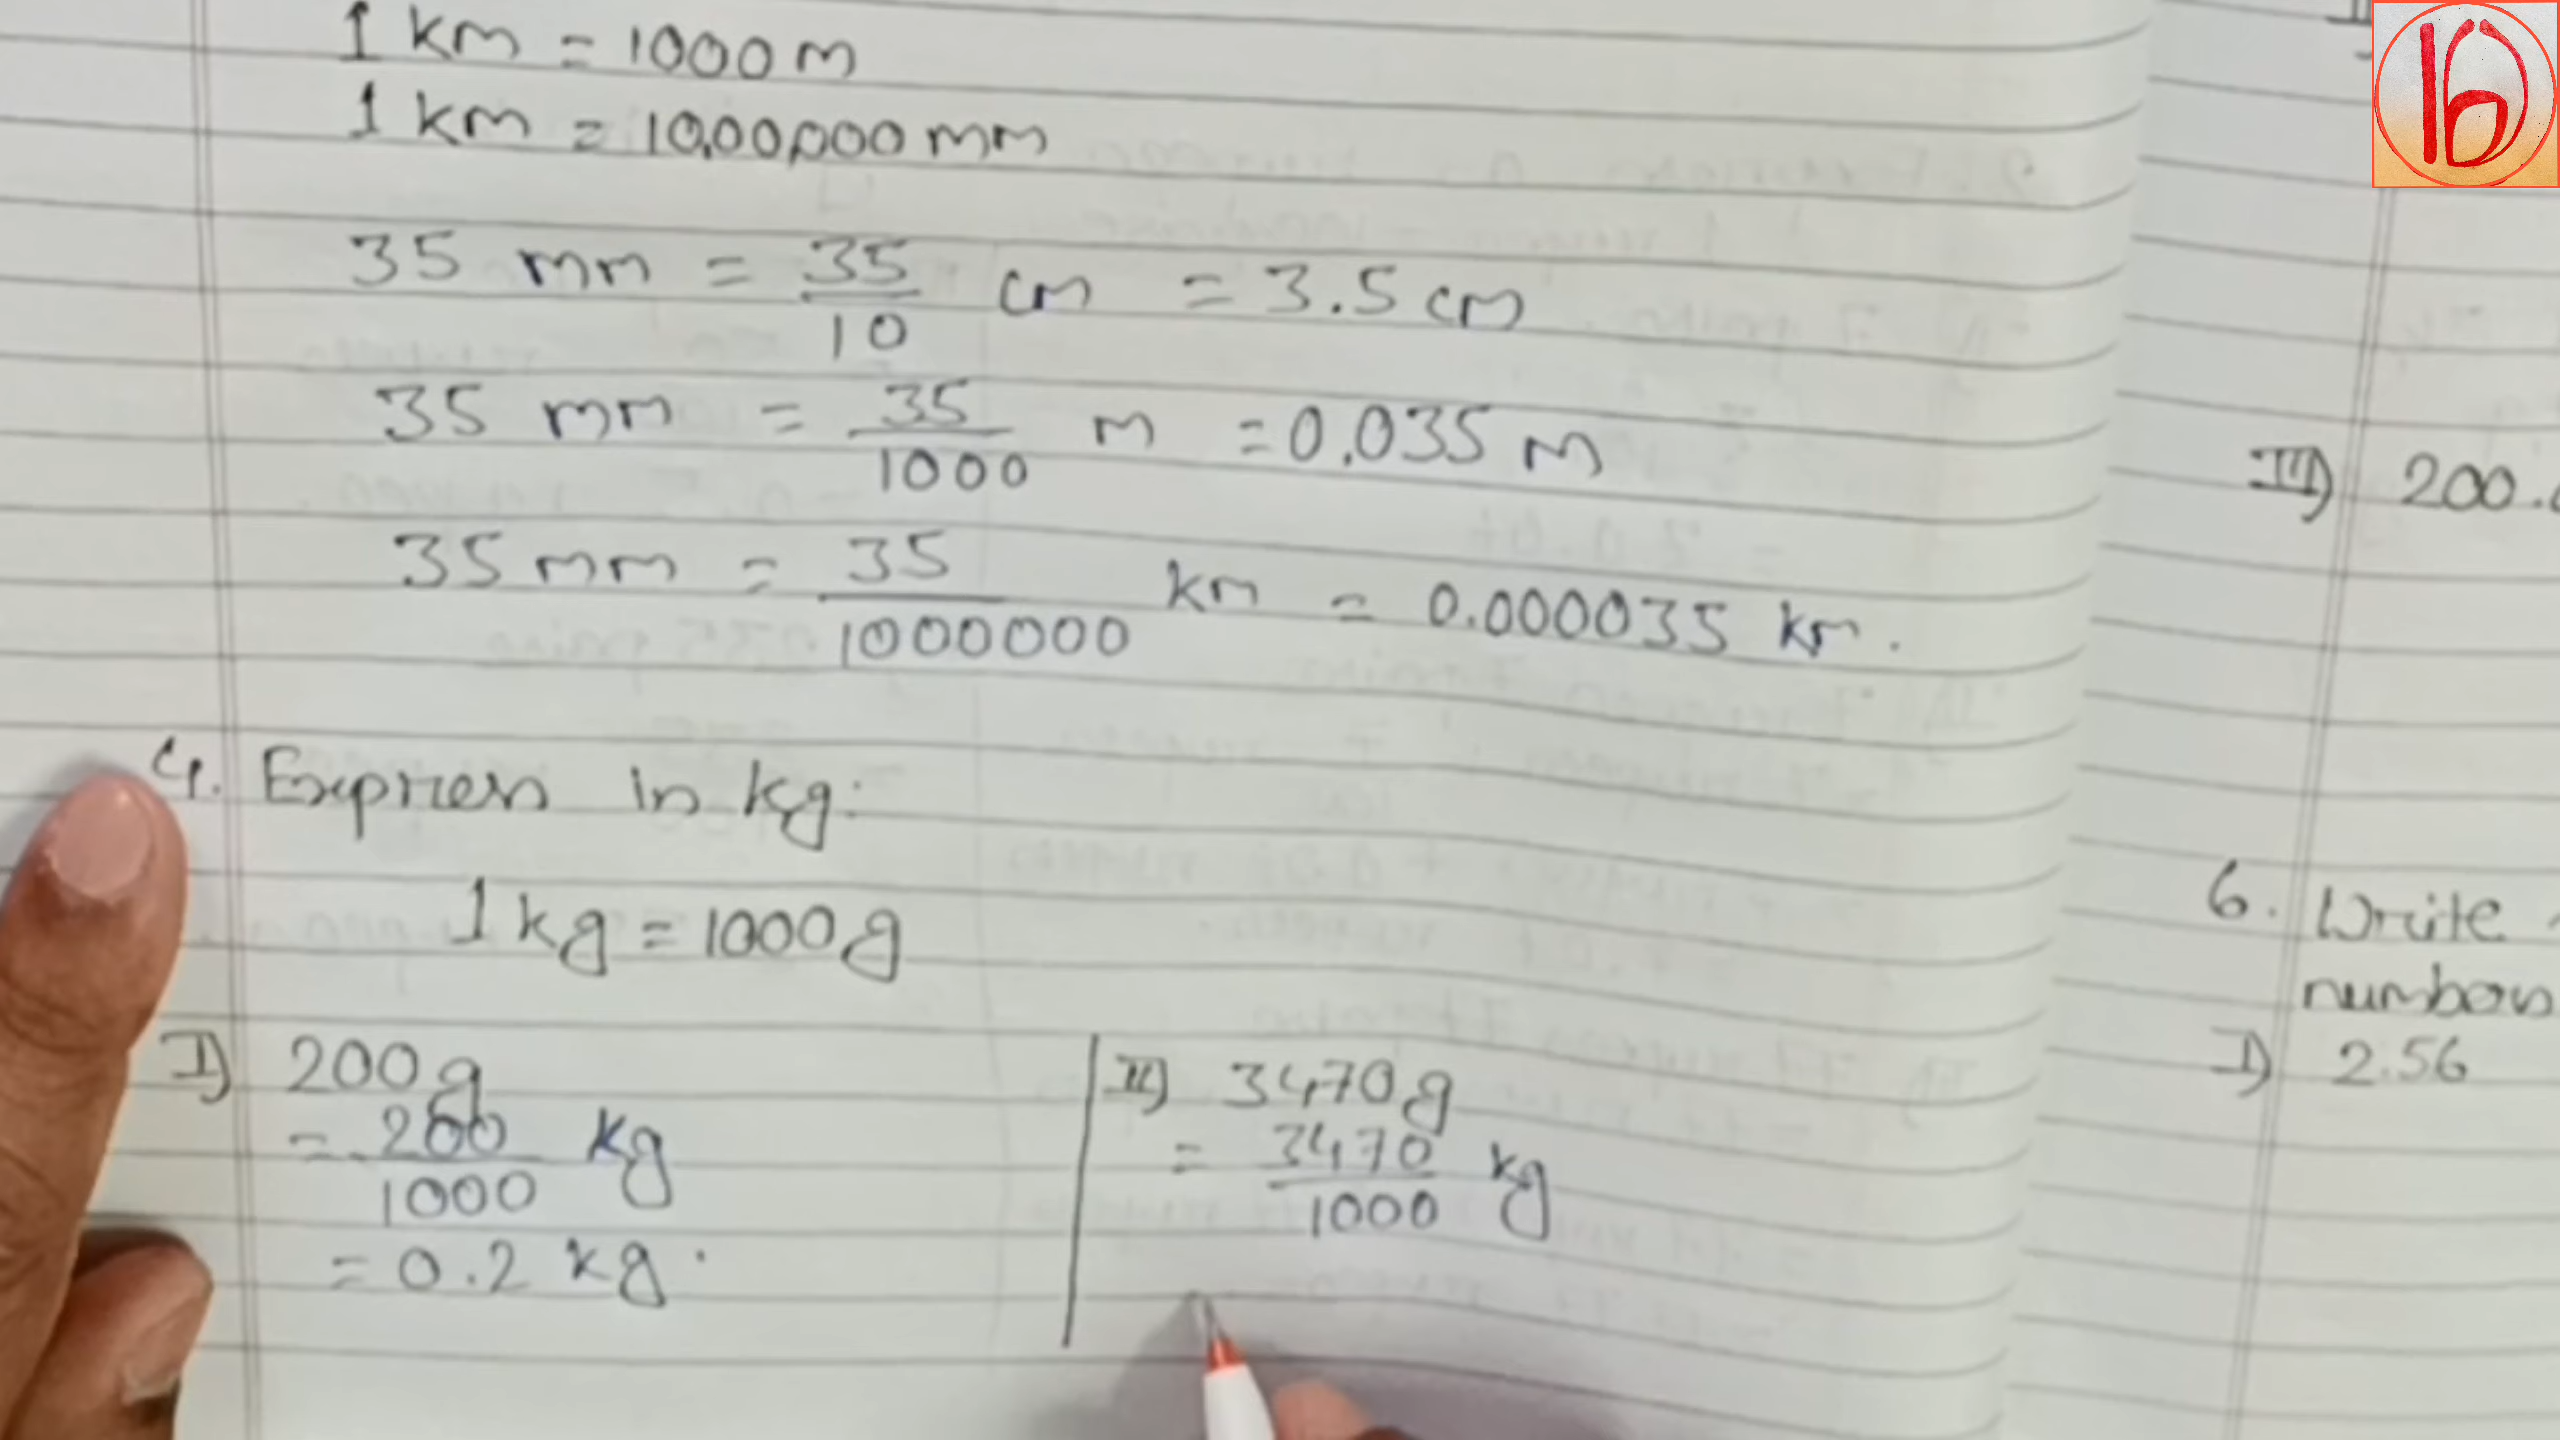 1 km = 1000 m
1 km = 10,00,000 mm
35 mm = 35/10 cm = 3.5 cm
35 mm = 35/1000 m = 0.035 m
35 mm = 35/1000000 km = 0.000035 km.
4. Express in kg:
1 kg = 1000 g
I) 200 g
= 200/1000 kg
= 0.2 kg.
II) 3470 g
= 3470/1000 kg
III) 200.
6. Write
numbers
I) 2.56